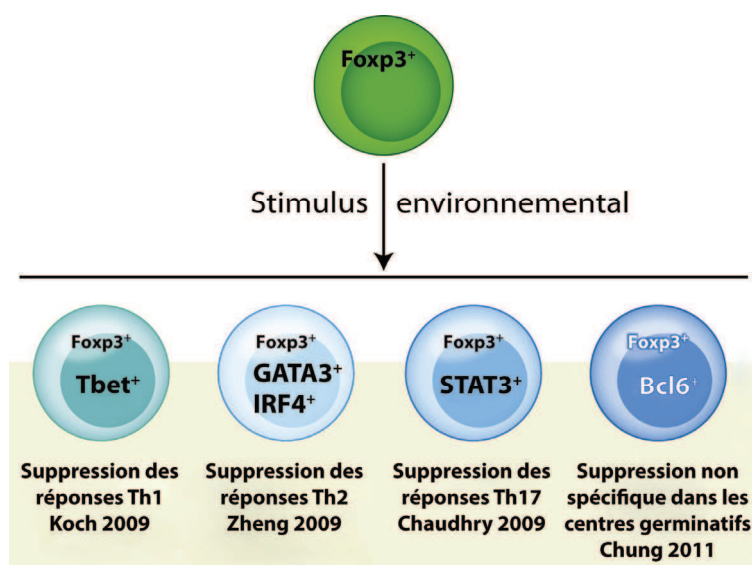 Foxp3⁺
Stimulus environnemental
Foxp3⁺
Tbet⁺
Foxp3⁺
GATA3⁺
IRF4⁺
Foxp3⁺
STAT3⁺
Foxp3⁺
Bcl6⁺
Suppression des
réponses Th1
Koch 2009
Suppression des
réponses Th2
Zheng 2009
Suppression des
réponses Th17
Chaudhry 2009
Suppression non
spécifique dans les
centres germinatifs
Chung 2011